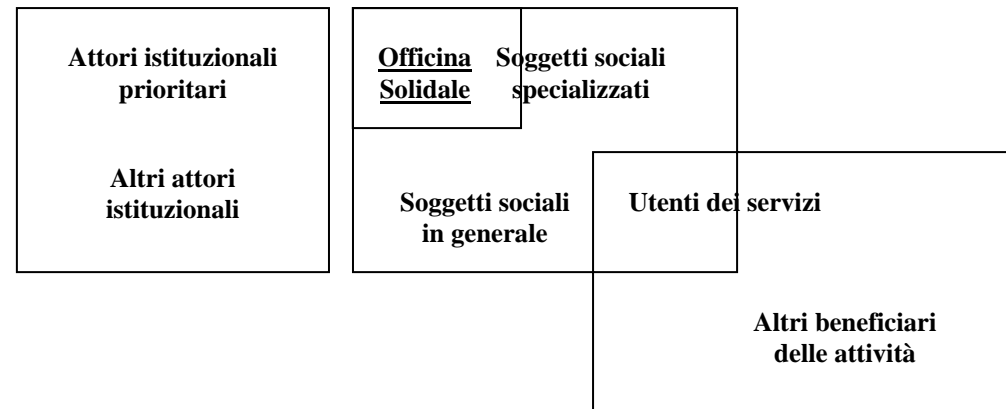 Attori istituzionali
prioritari
Altri attori
istituzionali
Officina
Solidale
Soggetti sociali
specializzati
Soggetti sociali
in generale
Utenti dei servizi
Altri beneficiari
delle attività